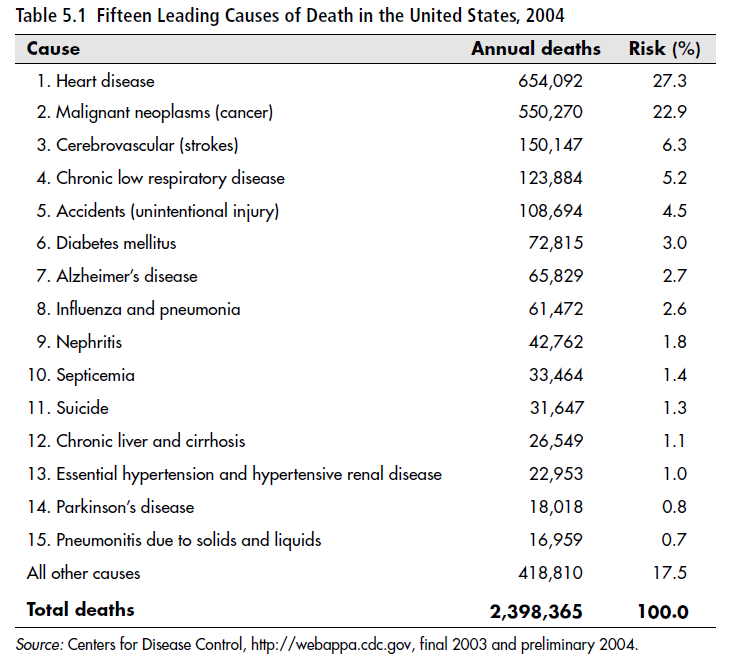 Table 5.1 Fifteen Leading Causes of Death in the United States, 2004
Cause Annual deaths Risk (%)
1. Heart disease 654,092 27.3
2. Malignant neoplasms (cancer) 550,270 22.9
3. Cerebrovascular (strokes) 150,147 6.3
4. Chronic low respiratory disease 123,884 5.2
5. Accidents (unintentional injury) 108,694 4.5
6. Diabetes mellitus 72,815 3.0
7. Alzheimer’s disease 65,829 2.7
8. Influenza and pneumonia 61,472 2.6
9. Nephritis 42,762 1.8
10. Septicemia 33,464 1.4
11. Suicide 31,647 1.3
12. Chronic liver and cirrhosis 26,549 1.1
13. Essential hypertension and hypertensive renal disease 22,953 1.0
14. Parkinson’s disease 18,018 0.8
15. Pneumonitis due to solids and liquids 16,959 0.7
All other causes 418,810 17.5
Total deaths 2,398,365 100.0
Source: Centers for Disease Control, http://webappa.cdc.gov, final 2003 and preliminary 2004.